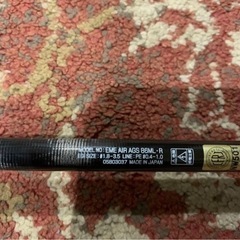 MODEL NO: EME AIR AGS 86ML-R
EGI SIZE: #1.8-3.5 LINE: PE #0.4-1.0
05803037 MADE IN JAPAN